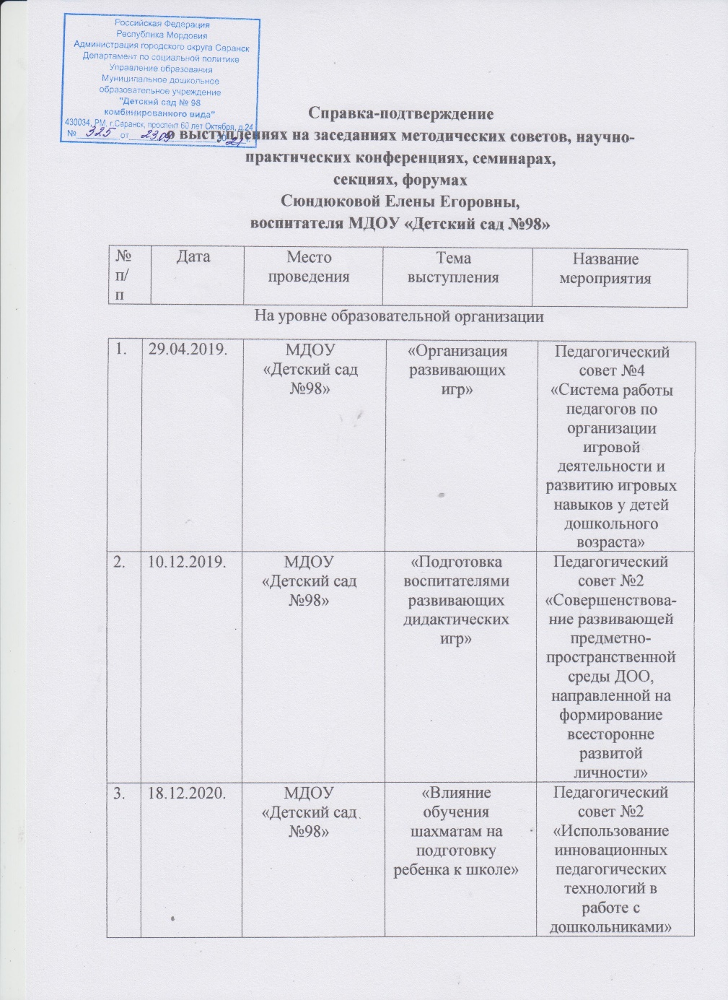 Российская Федерация
Республика Мордовия
Администрация городского округа Саранск
Департамент по социальной политике
Управление образования
Муниципальное дошкольное
образовательное учреждение
"Детский сад № 98
комбинированного вида"
430034, РМ, г.Саранск, проспект 60 лет Октября, д.24
№ 325 от 23.09 2021 г.
Справка-подтверждение
о выступлениях на заседаниях методических советов, научно-
практических конференциях, семинарах,
секциях, форумах
Сюндюковой Елены Егоровны,
воспитателя МДОУ «Детский сад №98»
№
п/
п
Дата
Место
проведения
Тема
выступления
Название
мероприятия
На уровне образовательной организации
1.
29.04.2019.
МДОУ
«Детский сад
№98»
«Организация
развивающих
игр»
Педагогический
совет №4
«Система работы
педагогов по
организации
игровой
деятельности и
развитию игровых
навыков у детей
дошкольного
возраста»
2.
10.12.2019.
МДОУ
«Детский сад
№98»
«Подготовка
воспитателями
развивающих
дидактических
игр»
Педагогический
совет №2
«Совершенствова-
ние развивающей
предметно-
пространственной
среды ДОО,
направленной на
формирование
всесторонне
развитой
личности»
3.
18.12.2020.
МДОУ
«Детский сад
№98»
«Влияние
обучения
шахматам на
подготовку
ребенка к школе»
Педагогический
совет №2
«Использование
инновационных
педагогических
технологий в
работе с
дошкольниками»